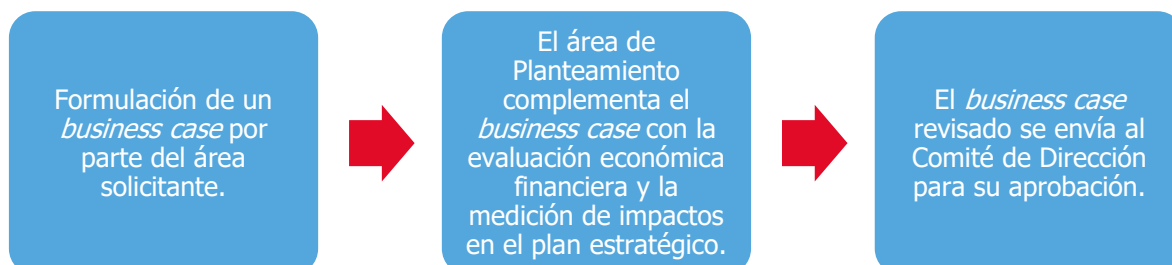 Formulación de un
business case por
parte del área
solicitante.
El área de
Planteamiento
complementa el
business case con la
evaluación económica
financiera y la
medición de impactos
en el plan estratégico.
El business case
revisado se envía al
Comité de Dirección
para su aprobación.